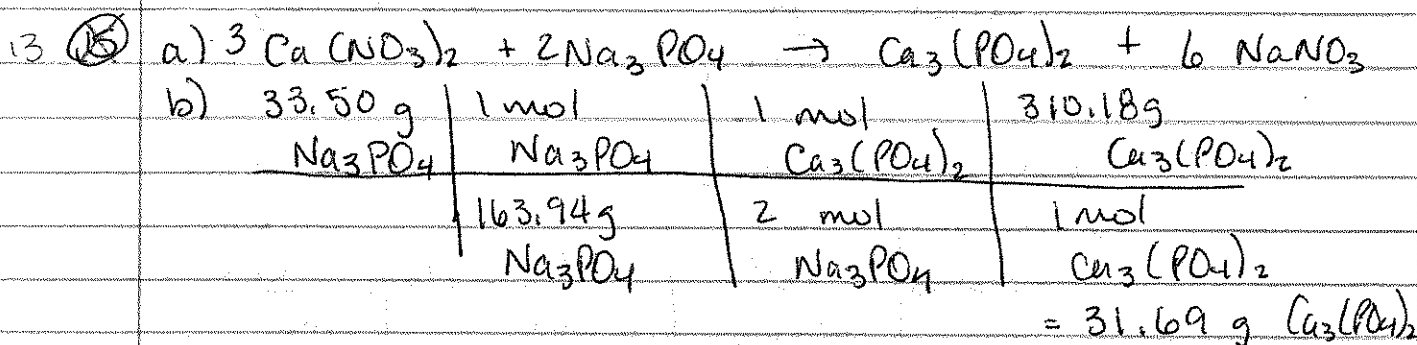 13 15 a) 3 Ca (NO3)2 + 2Na3PO4 → Ca3(PO4)2 + 6 NaNO3
b) 33.50 g 1 mol 1 mol 310.18g
Na3PO4 Na3PO4 Ca3(PO4)2 Ca3(PO4)2
163.94g 2 mol 1 mol
Na3PO4 Na3PO4 Ca3(PO4)2
= 31.69 g Ca3(PO4)2